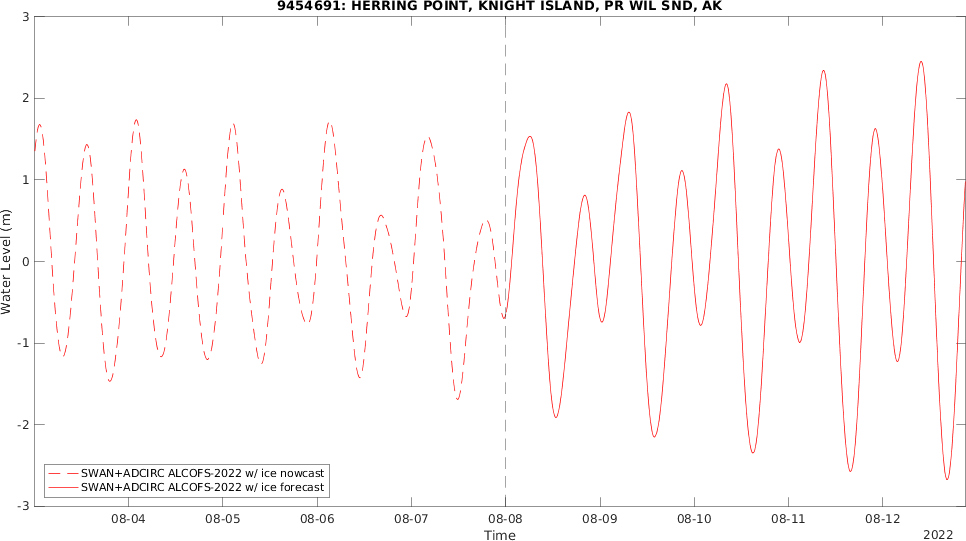 9454691: HERRING POINT, KNIGHT ISLAND, PR WIL SND, AK
3
2
1
0
-1
-2
-3
Water Level (m)
SWAN+ADCIRC ALCOFS-2022 w/ ice nowcast
SWAN+ADCIRC ALCOFS-2022 w/ ice forecast
08-04 08-05 08-06 08-07 08-08 08-09 08-10 08-11 08-12
Time
2022